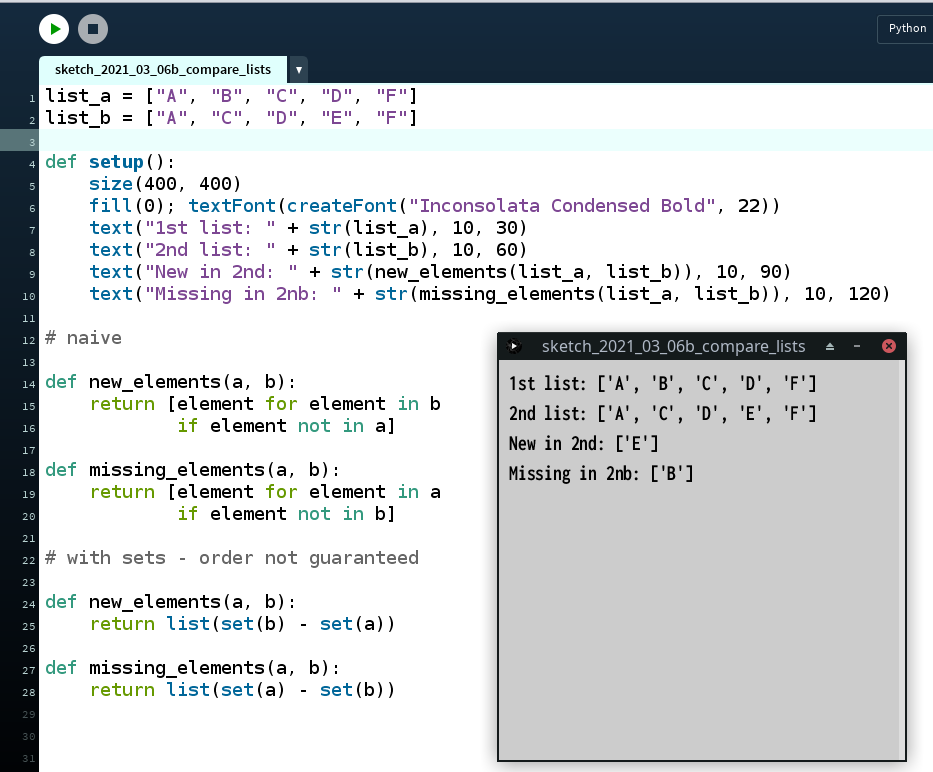 Python
sketch_2021_03_06b_compare_lists
1 list_a = ["A", "B", "C", "D", "F"]
2 list_b = ["A", "C", "D", "E", "F"]
3
4 def setup():
5     size(400, 400)
6     fill(0); textFont(createFont("Inconsolata Condensed Bold", 22))
7     text("1st list: " + str(list_a), 10, 30)
8     text("2nd list: " + str(list_b), 10, 60)
9     text("New in 2nd: " + str(new_elements(list_a, list_b)), 10, 90)
10     text("Missing in 2nb: " + str(missing_elements(list_a, list_b)), 10, 120)
11
12 # naive
13
14 def new_elements(a, b):
15     return [element for element in b
16             if element not in a]
17
18 def missing_elements(a, b):
19     return [element for element in a
20             if element not in b]
21
22 # with sets - order not guaranteed
23
24 def new_elements(a, b):
25     return list(set(b) - set(a))
26
27 def missing_elements(a, b):
28     return list(set(a) - set(b))
29
30
31
sketch_2021_03_06b_compare_lists
1st list: ['A', 'B', 'C', 'D', 'F']
2nd list: ['A', 'C', 'D', 'E', 'F']
New in 2nd: ['E']
Missing in 2nb: ['B']